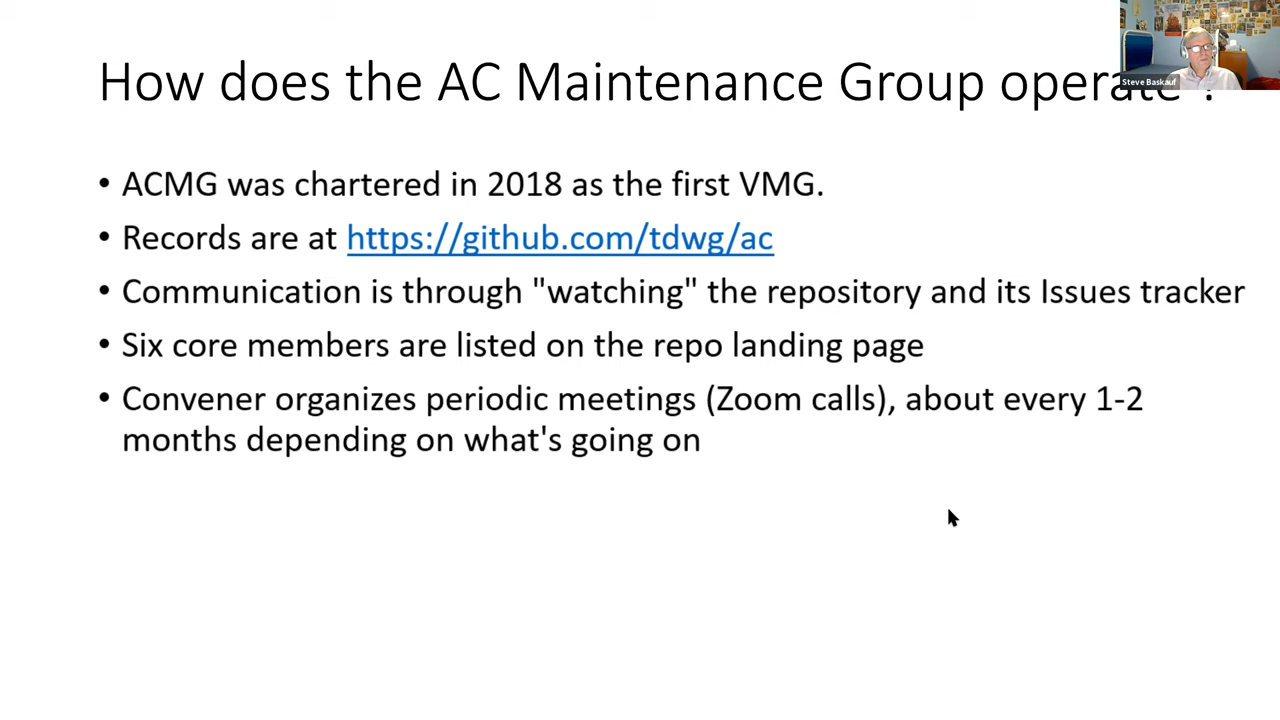 How does the AC Maintenance Group operate ?
Steve Baskauf
• ACMG was chartered in 2018 as the first VMG.
• Records are at https://github.com/tdwg/ac
• Communication is through "watching" the repository and its Issues tracker
• Six core members are listed on the repo landing page
• Convener organizes periodic meetings (Zoom calls), about every 1-2
months depending on what's going on